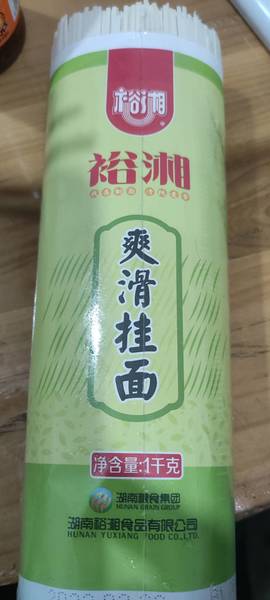 裕湘
裕湘
爽滑挂面
净含量:1千克
湖南粮食集团
HUNAN GRAIN GROUP
湖南裕湘食品有限公司
HUNAN YUXIANG FOOD CO.,LTD.